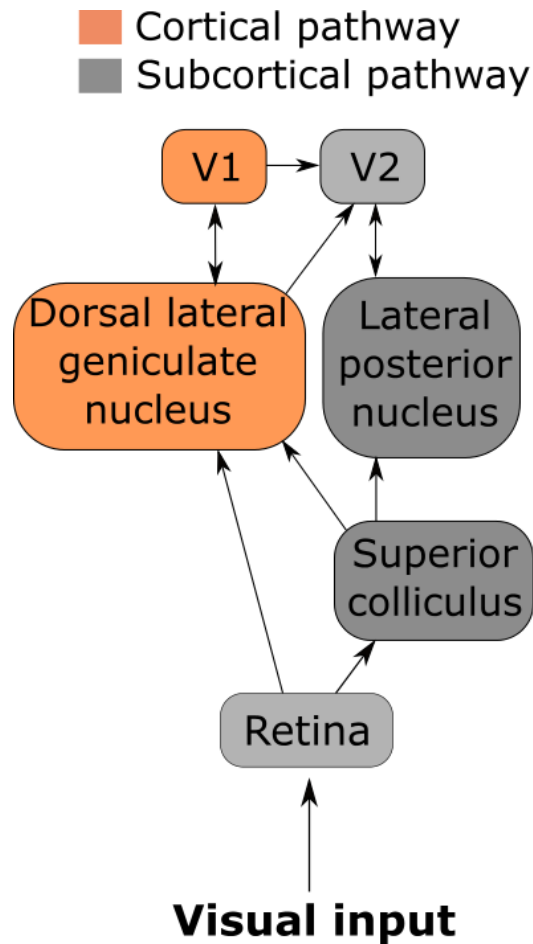 Cortical pathway
Subcortical pathway
V1
V2
Dorsal lateral
geniculate
nucleus
Lateral
posterior
nucleus
Superior
colliculus
Retina
Visual input